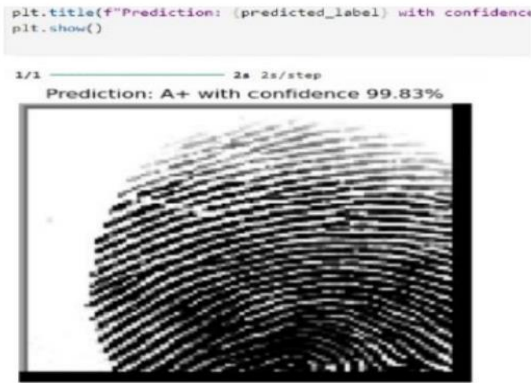 plt.title(f"Prediction: {predicted_label} with confidence
plt.show()
1/1 2s 2s/step
Prediction: A+ with confidence 99.83%